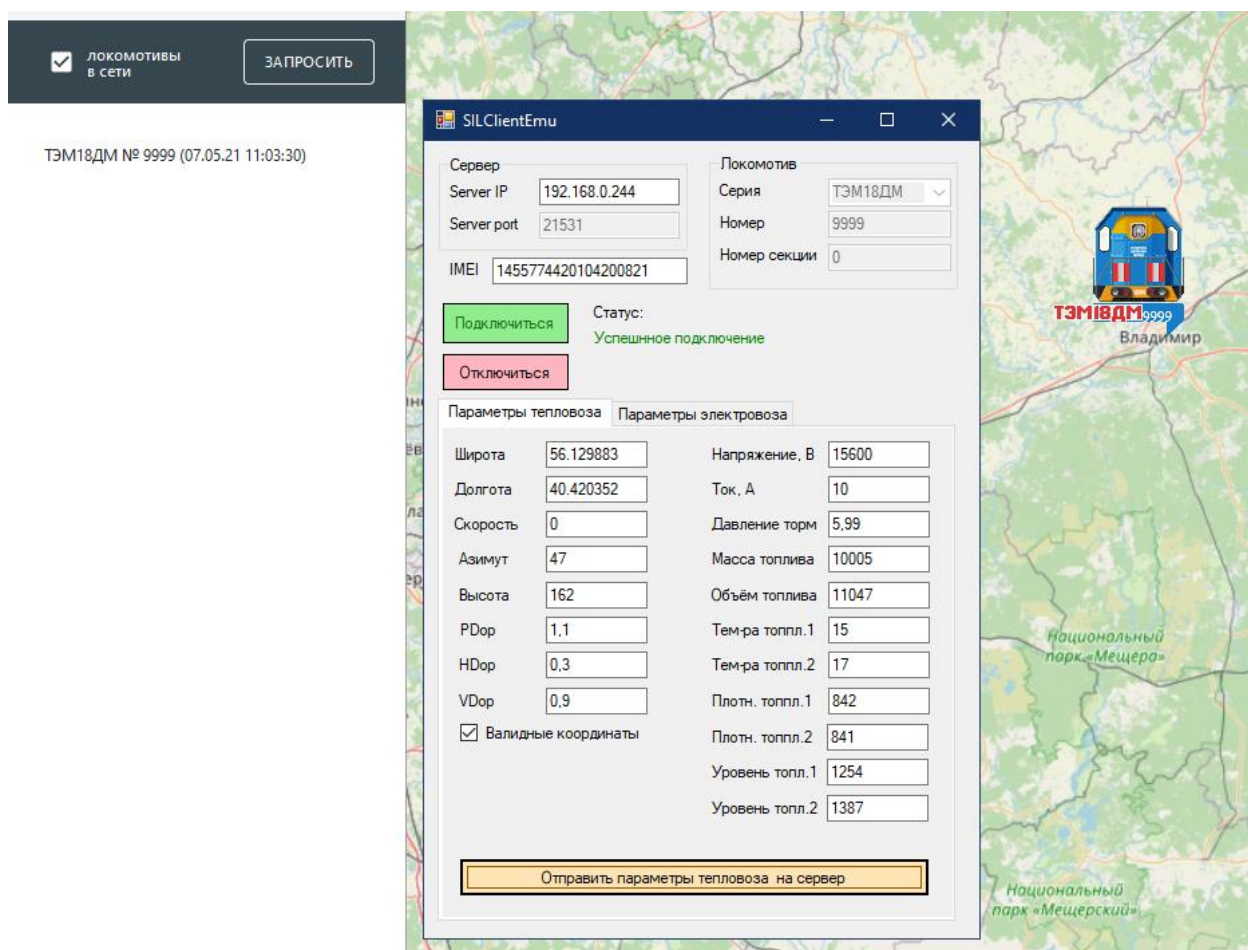 локомотивы
в сети
ЗАПРОСИТЬ
ТЭМ18ДМ № 9999 (07.05.21 11:03:30)
SILClientEmu
Сервер
Server IP 192.168.0.244
Server port 21531
IMEI 1455774420104200821
Локомотив
Серия ТЭМ18ДМ
Номер 9999
Номер секции 0
Подключиться
Статус:
Успешнное подключение
Отключиться
Параметры тепловоза Параметры электровоза
Широта 56.129883
Долгота 40.420352
Скорость 0
Азимут 47
Высота 162
PDop 1,1
HDop 0,3
VDop 0,9
Валидные координаты
Напряжение, В 15600
Ток, А 10
Давление торм 5,99
Масса топлива 10005
Объём топлива 11047
Тем-ра топпл.1 15
Тем-ра топпл.2 17
Плотн. топпл.1 842
Плотн. топпл.2 841
Уровень топл.1 1254
Уровень топл.2 1387
Отправить параметры тепловоза на сервер
ТЭМ18ДМ 9999
Владимир
Национальный
парк «Мещера»
Национальный
парк «Мещерский»